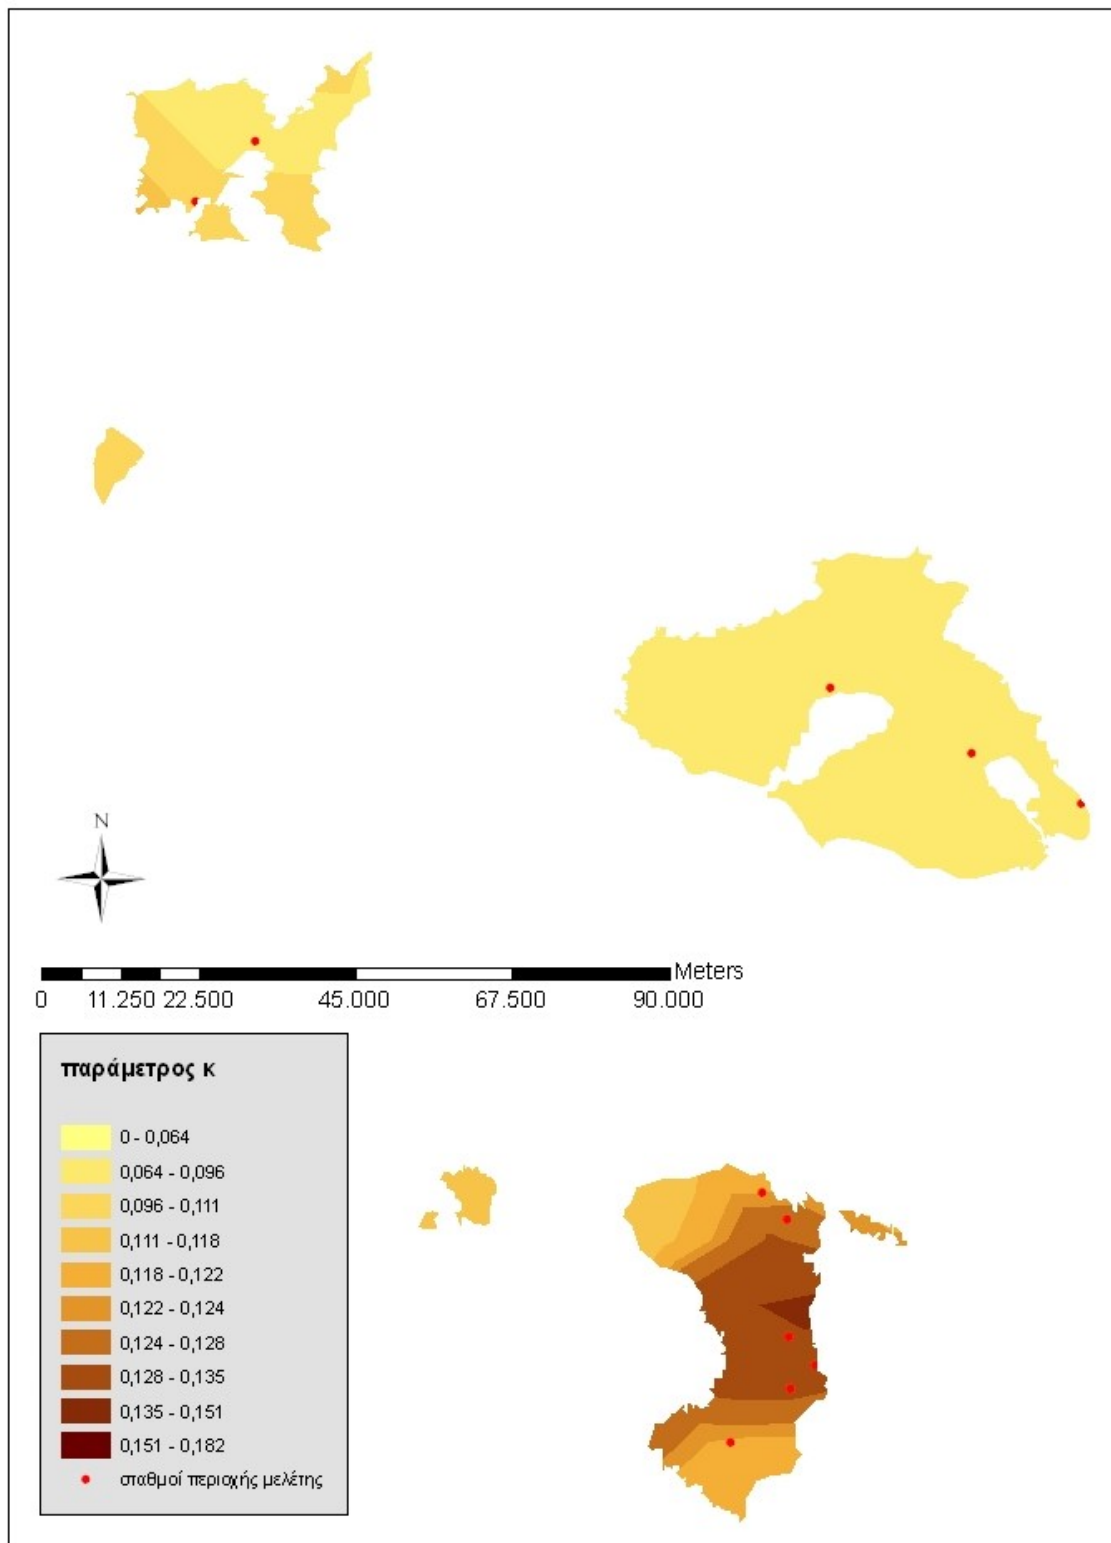 N
Meters
0 11.250 22.500 45.000 67.500 90.000
παράμετρος κ
0 - 0,064
0,064 - 0,096
0,096 - 0,111
0,111 - 0,118
0,118 - 0,122
0,122 - 0,124
0,124 - 0,128
0,128 - 0,135
0,135 - 0,151
0,151 - 0,182
σταθμοί περιοχής μελέτης